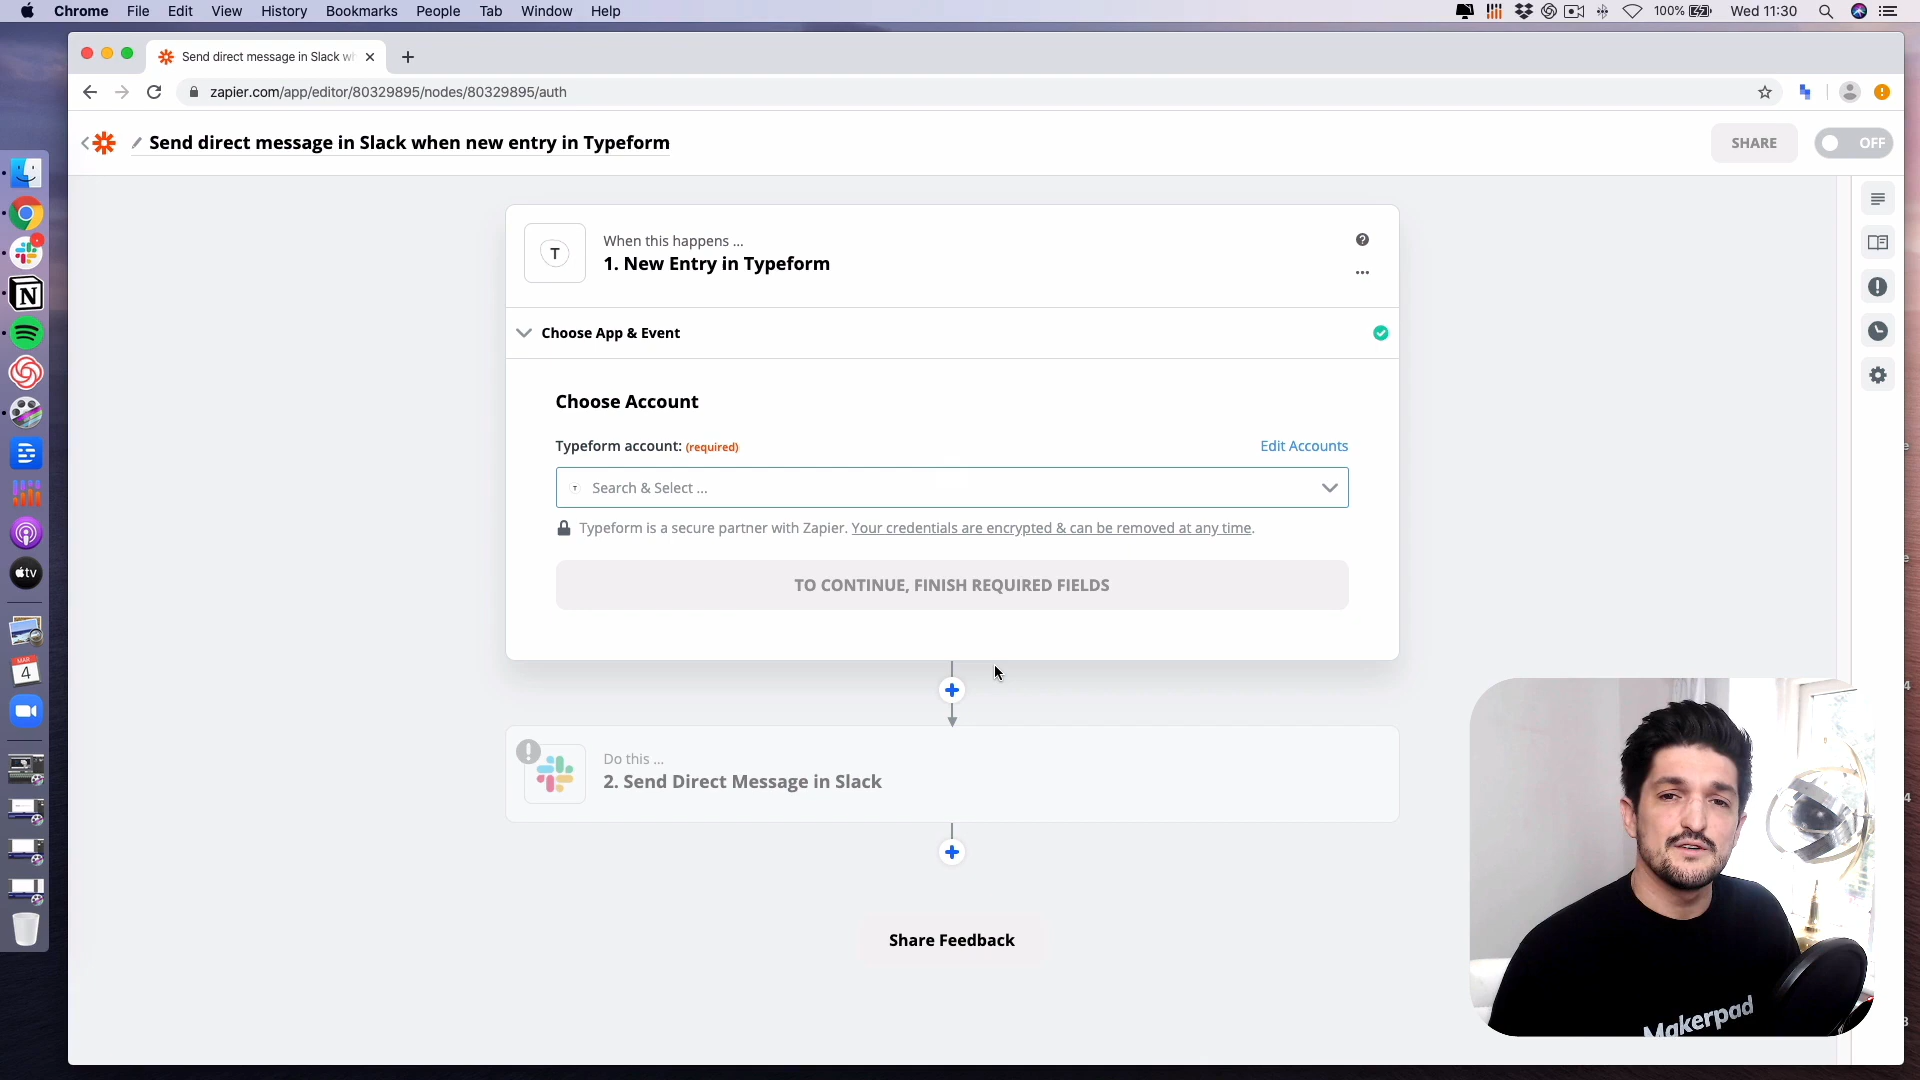 Chrome File Edit View History Bookmarks People Tab Window Help
100% Wed 11:30
Send direct message in Slack wh
zapier.com/app/editor/80329895/nodes/80329895/auth
Send direct message in Slack when new entry in Typeform
SHARE
OFF
T
When this happens ...
1. New Entry in Typeform
Choose App & Event
Choose Account
Typeform account: (required)
Edit Accounts
Search & Select ...
Typeform is a secure partner with Zapier. Your credentials are encrypted & can be removed at any time.
TO CONTINUE, FINISH REQUIRED FIELDS
Do this ...
2. Send Direct Message in Slack
Share Feedback
tv
MAR
4
Makerpad